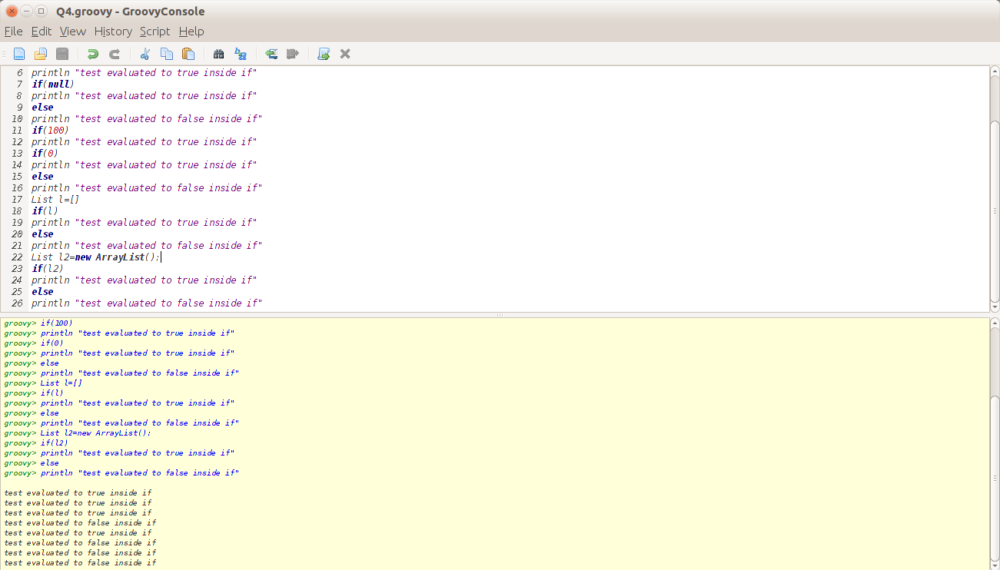 Q4.groovy - GroovyConsole
File Edit View History Script Help
6 println "test evaluated to true inside if"
7 if(null)
8 println "test evaluated to true inside if"
9 else
10 println "test evaluated to false inside if"
11 if(100)
12 println "test evaluated to true inside if"
13 if(0)
14 println "test evaluated to true inside if"
15 else
16 println "test evaluated to false inside if"
17 List l=[]
18 if(l)
19 println "test evaluated to true inside if"
20 else
21 println "test evaluated to false inside if"
22 List l2=new ArrayList();
23 if(l2)
24 println "test evaluated to true inside if"
25 else
26 println "test evaluated to false inside if"
groovy> if(100)
groovy> println "test evaluated to true inside if"
groovy> if(0)
groovy> println "test evaluated to true inside if"
groovy> else
groovy> println "test evaluated to false inside if"
groovy> List l=[]
groovy> if(l)
groovy> println "test evaluated to true inside if"
groovy> else
groovy> println "test evaluated to false inside if"
groovy> List l2=new ArrayList();
groovy> if(l2)
groovy> println "test evaluated to true inside if"
groovy> else
groovy> println "test evaluated to false inside if"
test evaluated to true inside if
test evaluated to true inside if
test evaluated to true inside if
test evaluated to false inside if
test evaluated to true inside if
test evaluated to false inside if
test evaluated to false inside if
test evaluated to false inside if